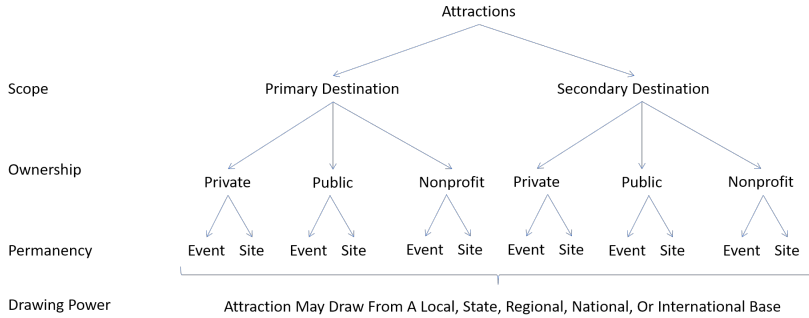 Attractions
Scope Primary Destination Secondary Destination
Ownership
Private Public Nonprofit Private Public Nonprofit
Permanency Event Site Event Site Event Site Event Site Event Site Event Site
Drawing Power Attraction May Draw From A Local, State, Regional, National, Or International Base